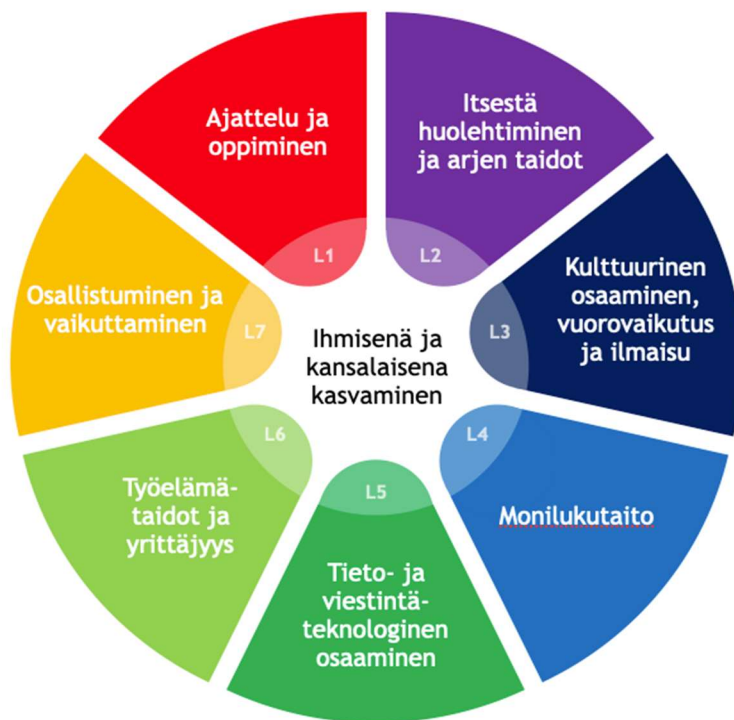 Ajattelu ja
oppiminen
L1
Itsestä
huolehtiminen
ja arjen taidot
L2
Kulttuurinen
osaaminen,
vuorovaikutus
ja ilmaisu
L3
Monilukutaito
L4
Tieto- ja
viestintä-
teknologinen
osaaminen
L5
Työelämä-
taidot ja
yrittäjyys
L6
Osallistuminen ja
vaikuttaminen
L7
Ihmisenä ja
kansalaisena
kasvaminen